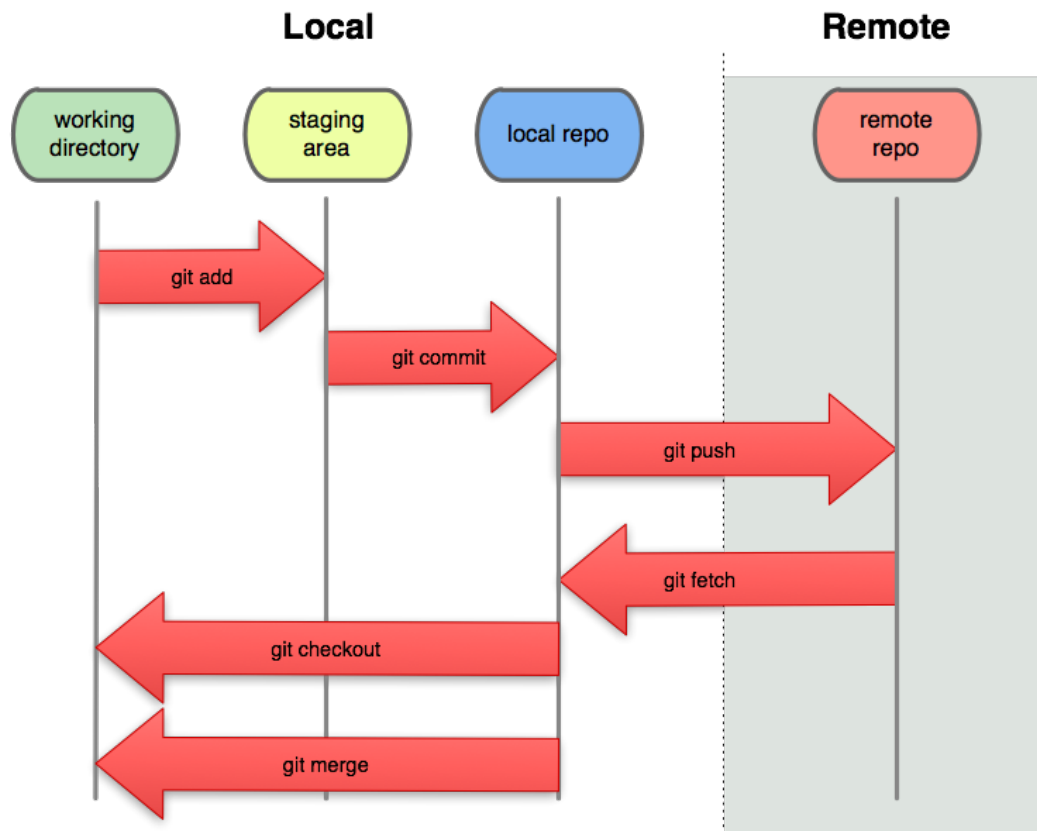 Local
Remote
working
directory
staging
area
local repo
remote
repo
git add
git commit
git push
git fetch
git checkout
git merge